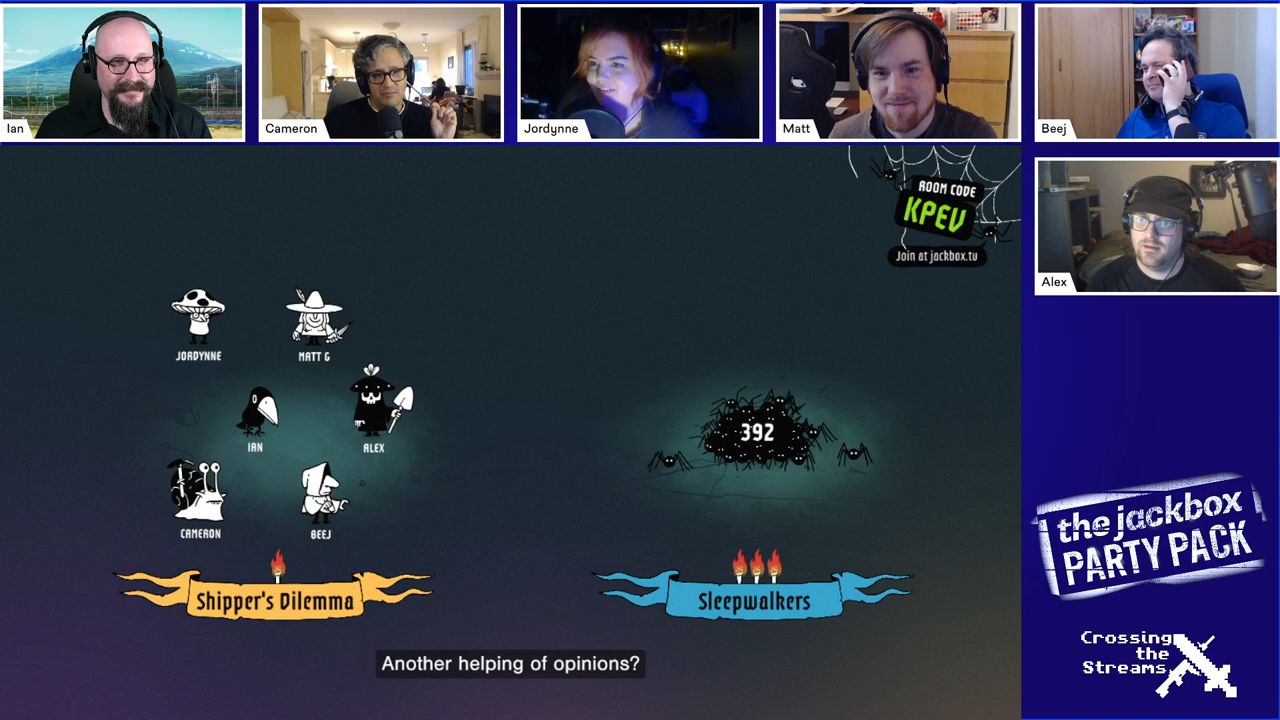 Ian
Cameron
Jordynne
Matt
Beej
ROOM CODE
KPEV
Join at jackbox.tv
Alex
JORDYNNE
MATT G
IAN
ALEX
392
CAMERON
BEEJ
the jackbox
PARTY PACK
Shipper's Dilemma
Sleepwalkers
Crossing
the
Streams
Another helping of opinions?